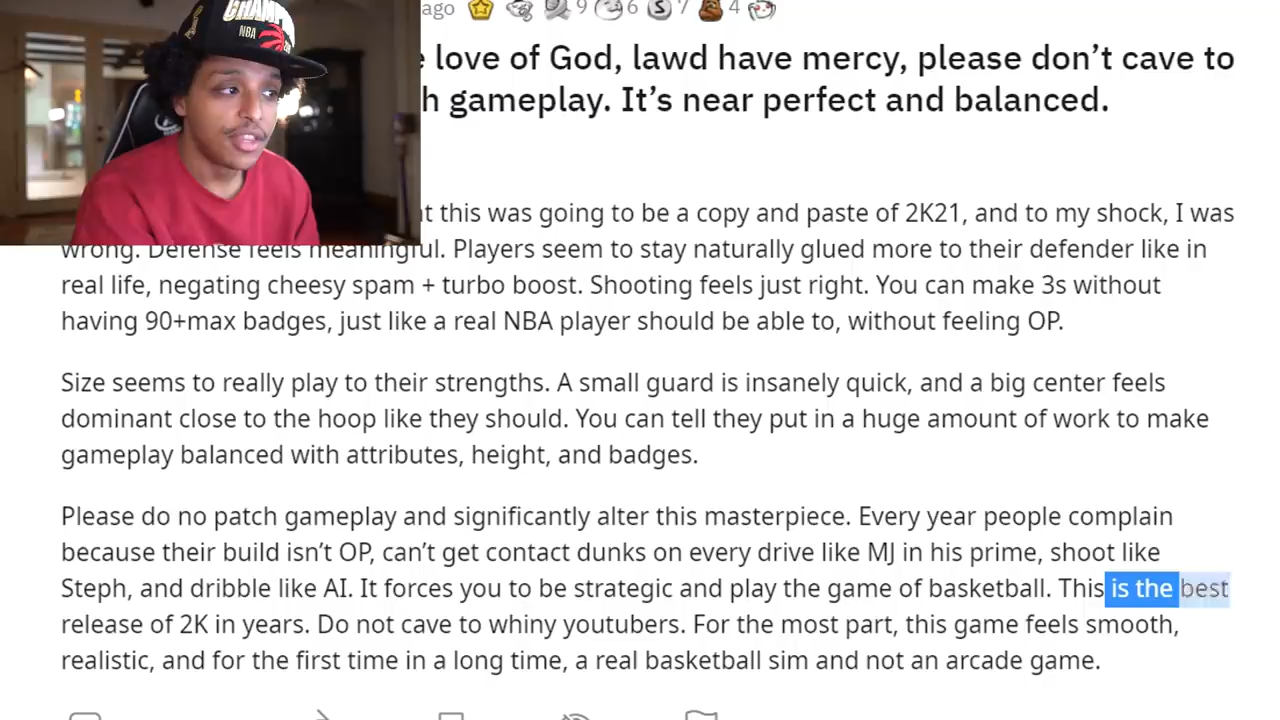 CHAMP
NBA
ago 9 6 S 7 4
e love of God, lawd have mercy, please don't cave to
h gameplay. It's near perfect and balanced.
t this was going to be a copy and paste of 2K21, and to my shock, I was
wrong. Defense feels meaningful. Players seem to stay naturally glued more to their defender like in
real life, negating cheesy spam + turbo boost. Shooting feels just right. You can make 3s without
having 90+max badges, just like a real NBA player should be able to, without feeling OP.
Size seems to really play to their strengths. A small guard is insanely quick, and a big center feels
dominant close to the hoop like they should. You can tell they put in a huge amount of work to make
gameplay balanced with attributes, height, and badges.
Please do no patch gameplay and significantly alter this masterpiece. Every year people complain
because their build isn't OP, can't get contact dunks on every drive like MJ in his prime, shoot like
Steph, and dribble like AI. It forces you to be strategic and play the game of basketball. This is the best
release of 2K in years. Do not cave to whiny youtubers. For the most part, this game feels smooth,
realistic, and for the first time in a long time, a real basketball sim and not an arcade game.